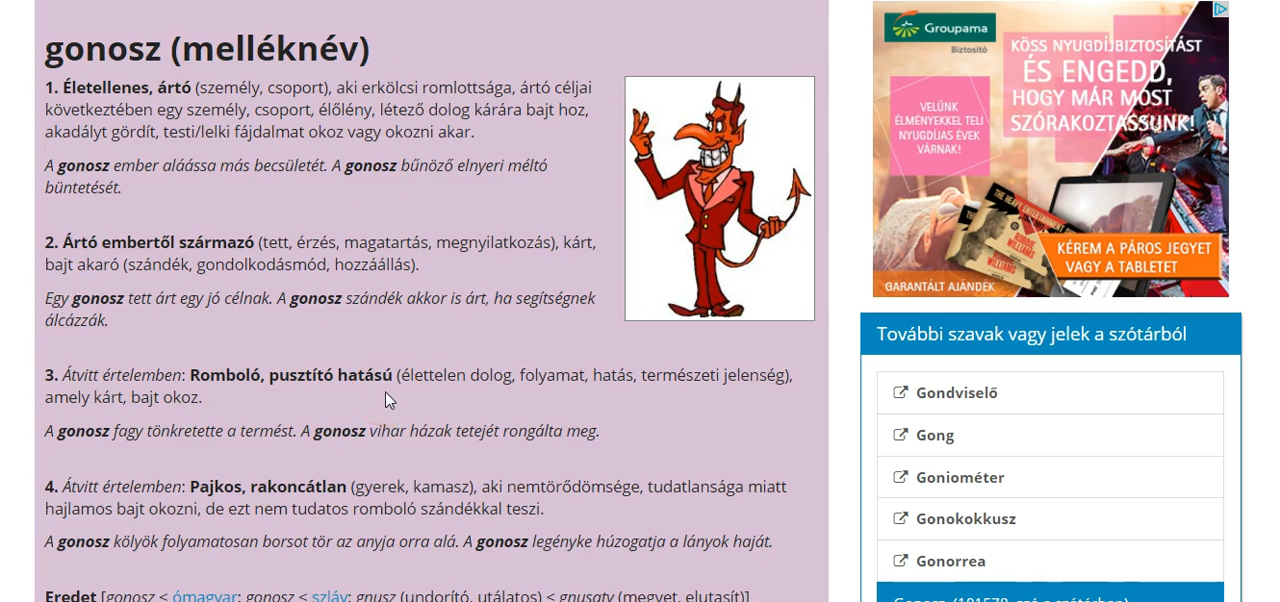 gonosz (melléknév)
1. Életellenes, ártó (személy, csoport), aki erkölcsi romlottsága, ártó céljai
következtében egy személy, csoport, élőlény, létező dolog kárára bajt hoz,
akadályt gördít, testi/lelki fájdalmat okoz vagy okozni akar.
A gonosz ember aláássa más becsületét. A gonosz bűnöző elnyeri méltó
büntetését.
2. Ártó embertől származó (tett, érzés, magatartás, megnyilatkozás), kárt,
bajt akaró (szándék, gondolkodásmód, hozzáállás).
Egy gonosz tett árt egy jó célnak. A gonosz szándék akkor is árt, ha segítségnek
álcázzák.
3. Átvitt értelemben: Romboló, pusztító hatású (élettelen dolog, folyamat, hatás, természeti jelenség),
amely kárt, bajt okoz.
A gonosz fagy tönkretette a termést. A gonosz vihar házak tetejét rongálta meg.
4. Átvitt értelemben: Pajkos, rakoncátlan (gyerek, kamasz), aki nemtörődömsége, tudatlansága miatt
hajlamos bajt okozni, de ezt nem tudatos romboló szándékkal teszi.
A gonosz kölyök folyamatosan borsot tör az anyja orra alá. A gonosz legényke húzogatja a lányok haját.
Eredet [gonosz < ómagyar: gonosz < szláv: gnusz (undorító, utálatos) < gnusaty (megvet, elutasít)]
Groupama
Biztosító
KÖSS NYUGDÍJBIZTOSÍTÁST
ÉS ENGEDD,
HOGY MÁR MOST
SZÓRAKOZTASSUNK!
VELÜNK
ÉLMÉNYEKKEL TELI
NYUGDÍJAS ÉVEK
VÁRNAK!
THE HEAVY ENTERTAINMENT
ROBBIE
WILLIAMS
KÉREM A PÁROS JEGYET
VAGY A TABLETET
GARANTÁLT AJÁNDÉK
További szavak vagy jelek a szótárból
Gondviselő
Gong
Goniométer
Gonokokkusz
Gonorrea
Gonosz (101578. szó a szótárban)